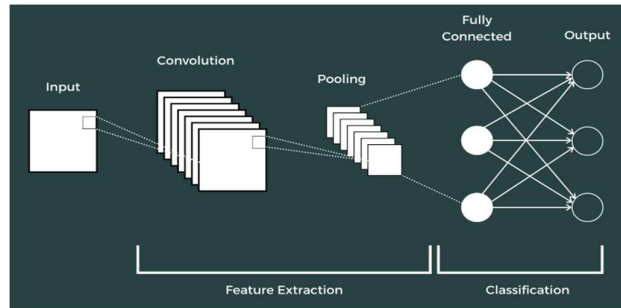 Input
Convolution
Pooling
Fully
Connected
Output
Feature Extraction
Classification